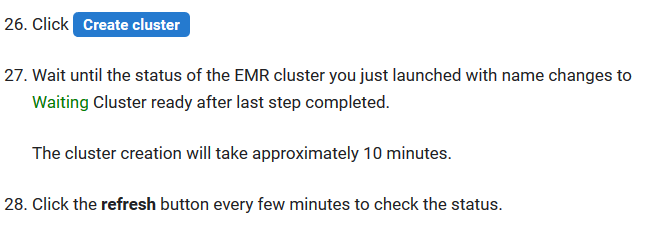 26. Click Create cluster
27. Wait until the status of the EMR cluster you just launched with name changes to
Waiting Cluster ready after last step completed.
The cluster creation will take approximately 10 minutes.
28. Click the refresh button every few minutes to check the status.